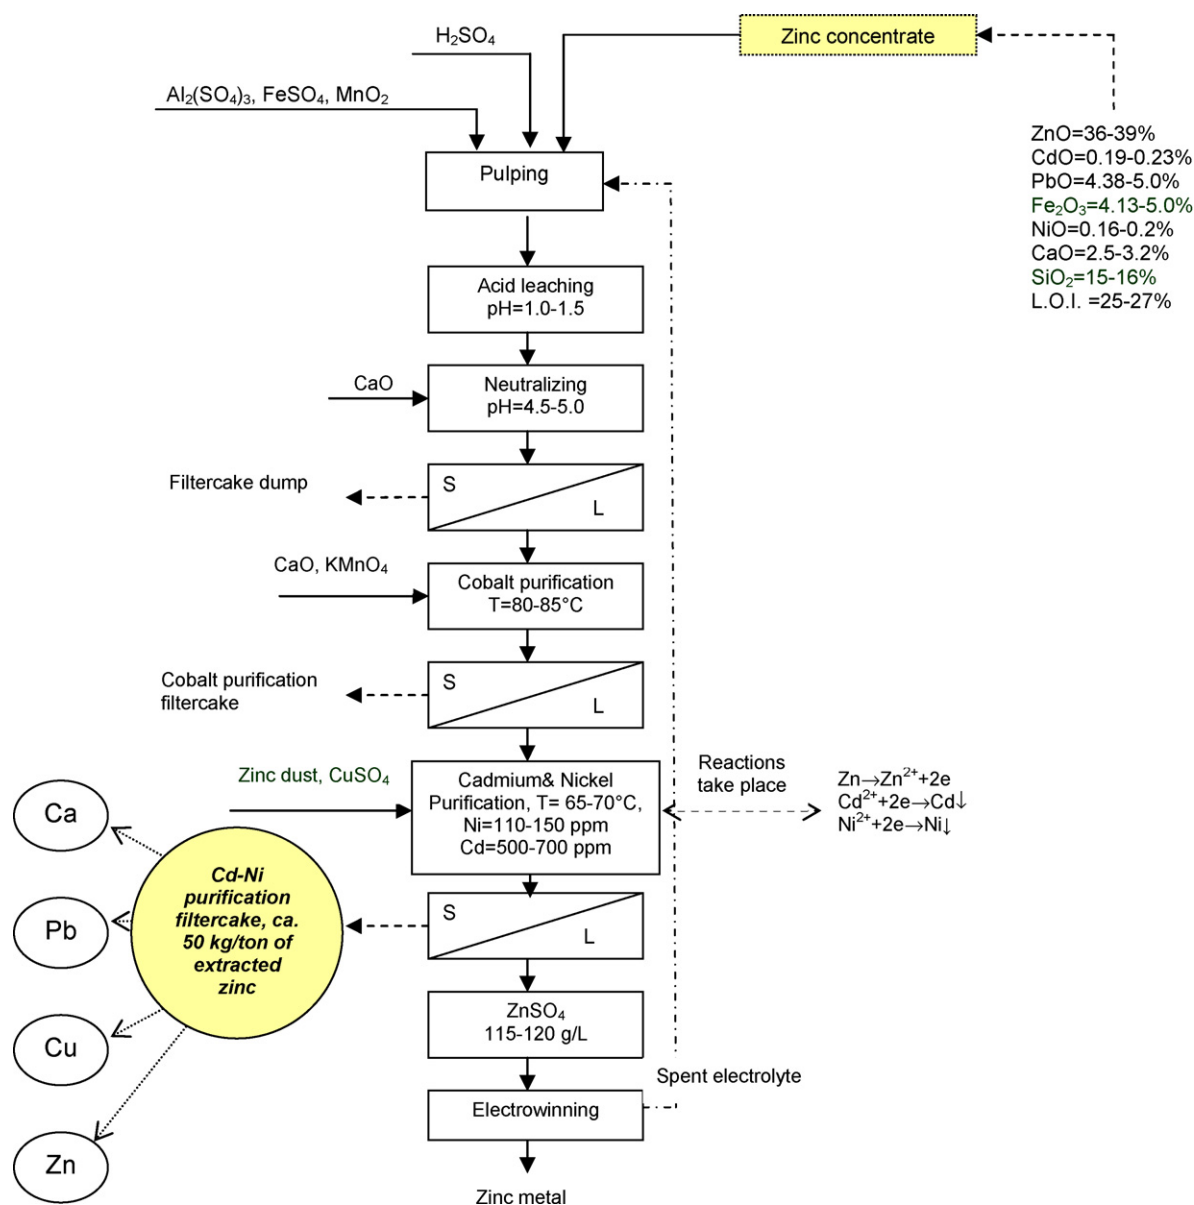 H₂SO₄
Zinc concentrate
Al₂(SO₄)₃, FeSO₄, MnO₂
ZnO=36-39%
CdO=0.19-0.23%
PbO=4.38-5.0%
Fe₂O₃=4.13-5.0%
NiO=0.16-0.2%
CaO=2.5-3.2%
SiO₂=15-16%
L.O.I. =25-27%
Pulping
Acid leaching
pH=1.0-1.5
CaO
Neutralizing
pH=4.5-5.0
Filtercake dump
S
L
CaO, KMnO₄
Cobalt purification
T=80-85°C
Cobalt purification
filtercake
S
L
Zinc dust, CuSO₄
Cadmium& Nickel
Purification, T= 65-70°C,
Ni=110-150 ppm
Cd=500-700 ppm
Reactions
take place
Zn→Zn²⁺+2e
Cd²⁺+2e→Cd↓
Ni²⁺+2e→Ni↓
Ca
Pb
Cu
Zn
Cd-Ni
purification
filtercake, ca.
50 kg/ton of
extracted
zinc
S
L
ZnSO₄
115-120 g/L
Spent electrolyte
Electrowinning
Zinc metal